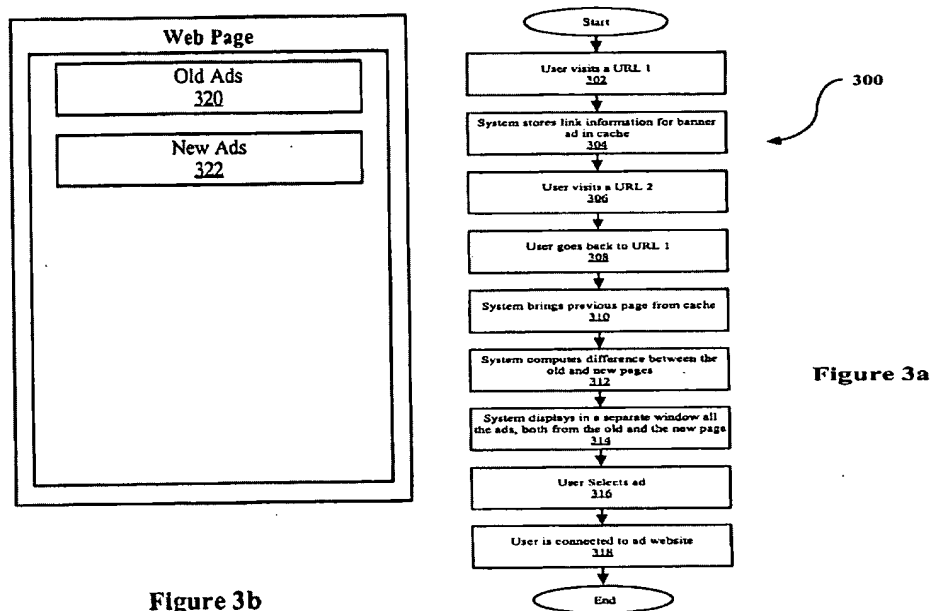 Web Page
Old Ads
320
New Ads
322
Figure 3b
Start
User visits a URL 1
302
System stores link information for banner
ad in cache
304
User visits a URL 2
306
User goes back to URL 1
308
System brings previous page from cache
310
System computes difference between the
old and new pages
312
System displays in a separate window all
the ads, both from the old and the new page
314
User Selects ad
316
User is connected to ad website
318
End
300
Figure 3a